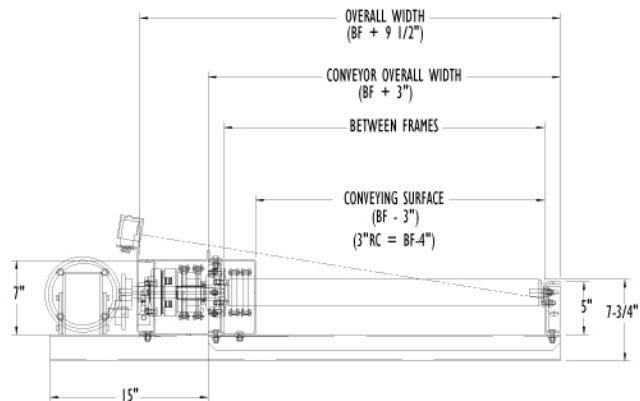 OVERALL WIDTH
(BF + 9 1/2")
CONVEYOR OVERALL WIDTH
(BF + 3")
BETWEEN FRAMES
CONVEYING SURFACE
(BF - 3")
(3"RC = BF-4")
7"
5"
7-3/4"
15"